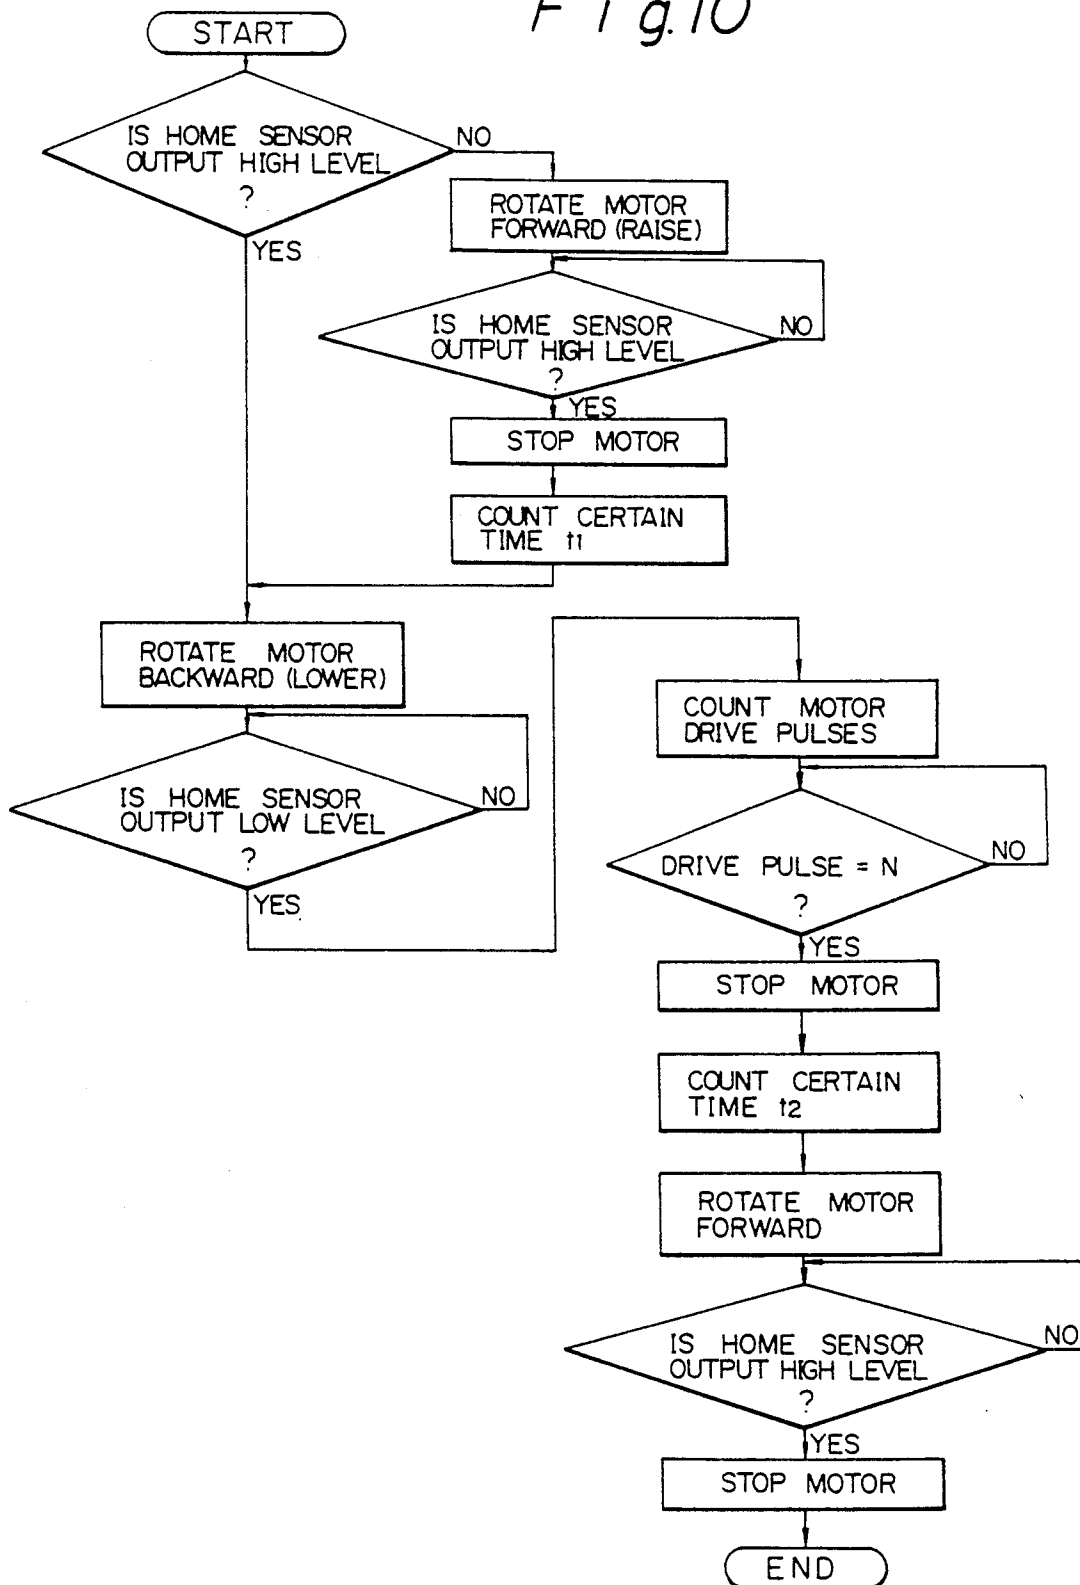 Fig.10
START
IS HOME SENSOR
OUTPUT HIGH LEVEL
?
NO
YES
ROTATE MOTOR
FORWARD (RAISE)
IS HOME SENSOR
OUTPUT HIGH LEVEL
?
NO
YES
STOP MOTOR
COUNT CERTAIN
TIME t1
ROTATE MOTOR
BACKWARD (LOWER)
IS HOME SENSOR
OUTPUT LOW LEVEL
?
NO
YES
COUNT MOTOR
DRIVE PULSES
DRIVE PULSE = N
?
NO
YES
STOP MOTOR
COUNT CERTAIN
TIME t2
ROTATE MOTOR
FORWARD
IS HOME SENSOR
OUTPUT HIGH LEVEL
?
NO
YES
STOP MOTOR
END